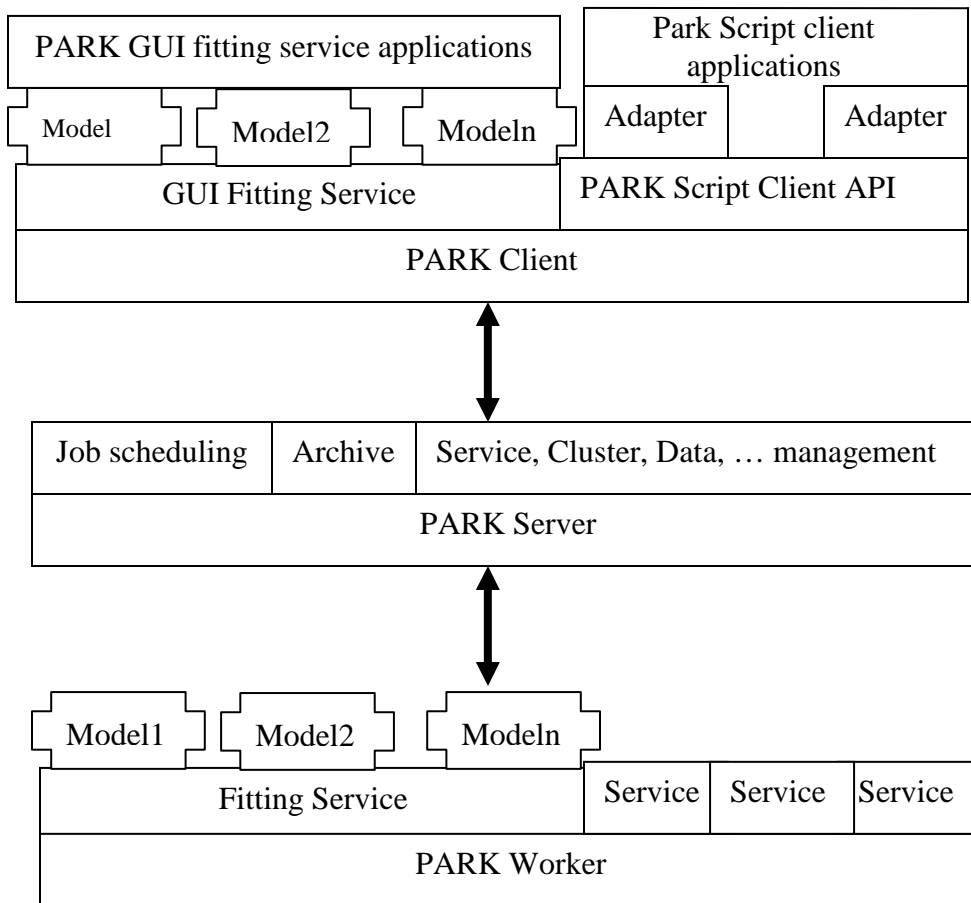 PARK GUI fitting service applications
Park Script client
applications
Model
Model2
Modeln
Adapter
Adapter
GUI Fitting Service
PARK Script Client API
PARK Client
Job scheduling
Archive
Service, Cluster, Data, … management
PARK Server
Model1
Model2
Modeln
Fitting Service
Service
Service
Service
PARK Worker